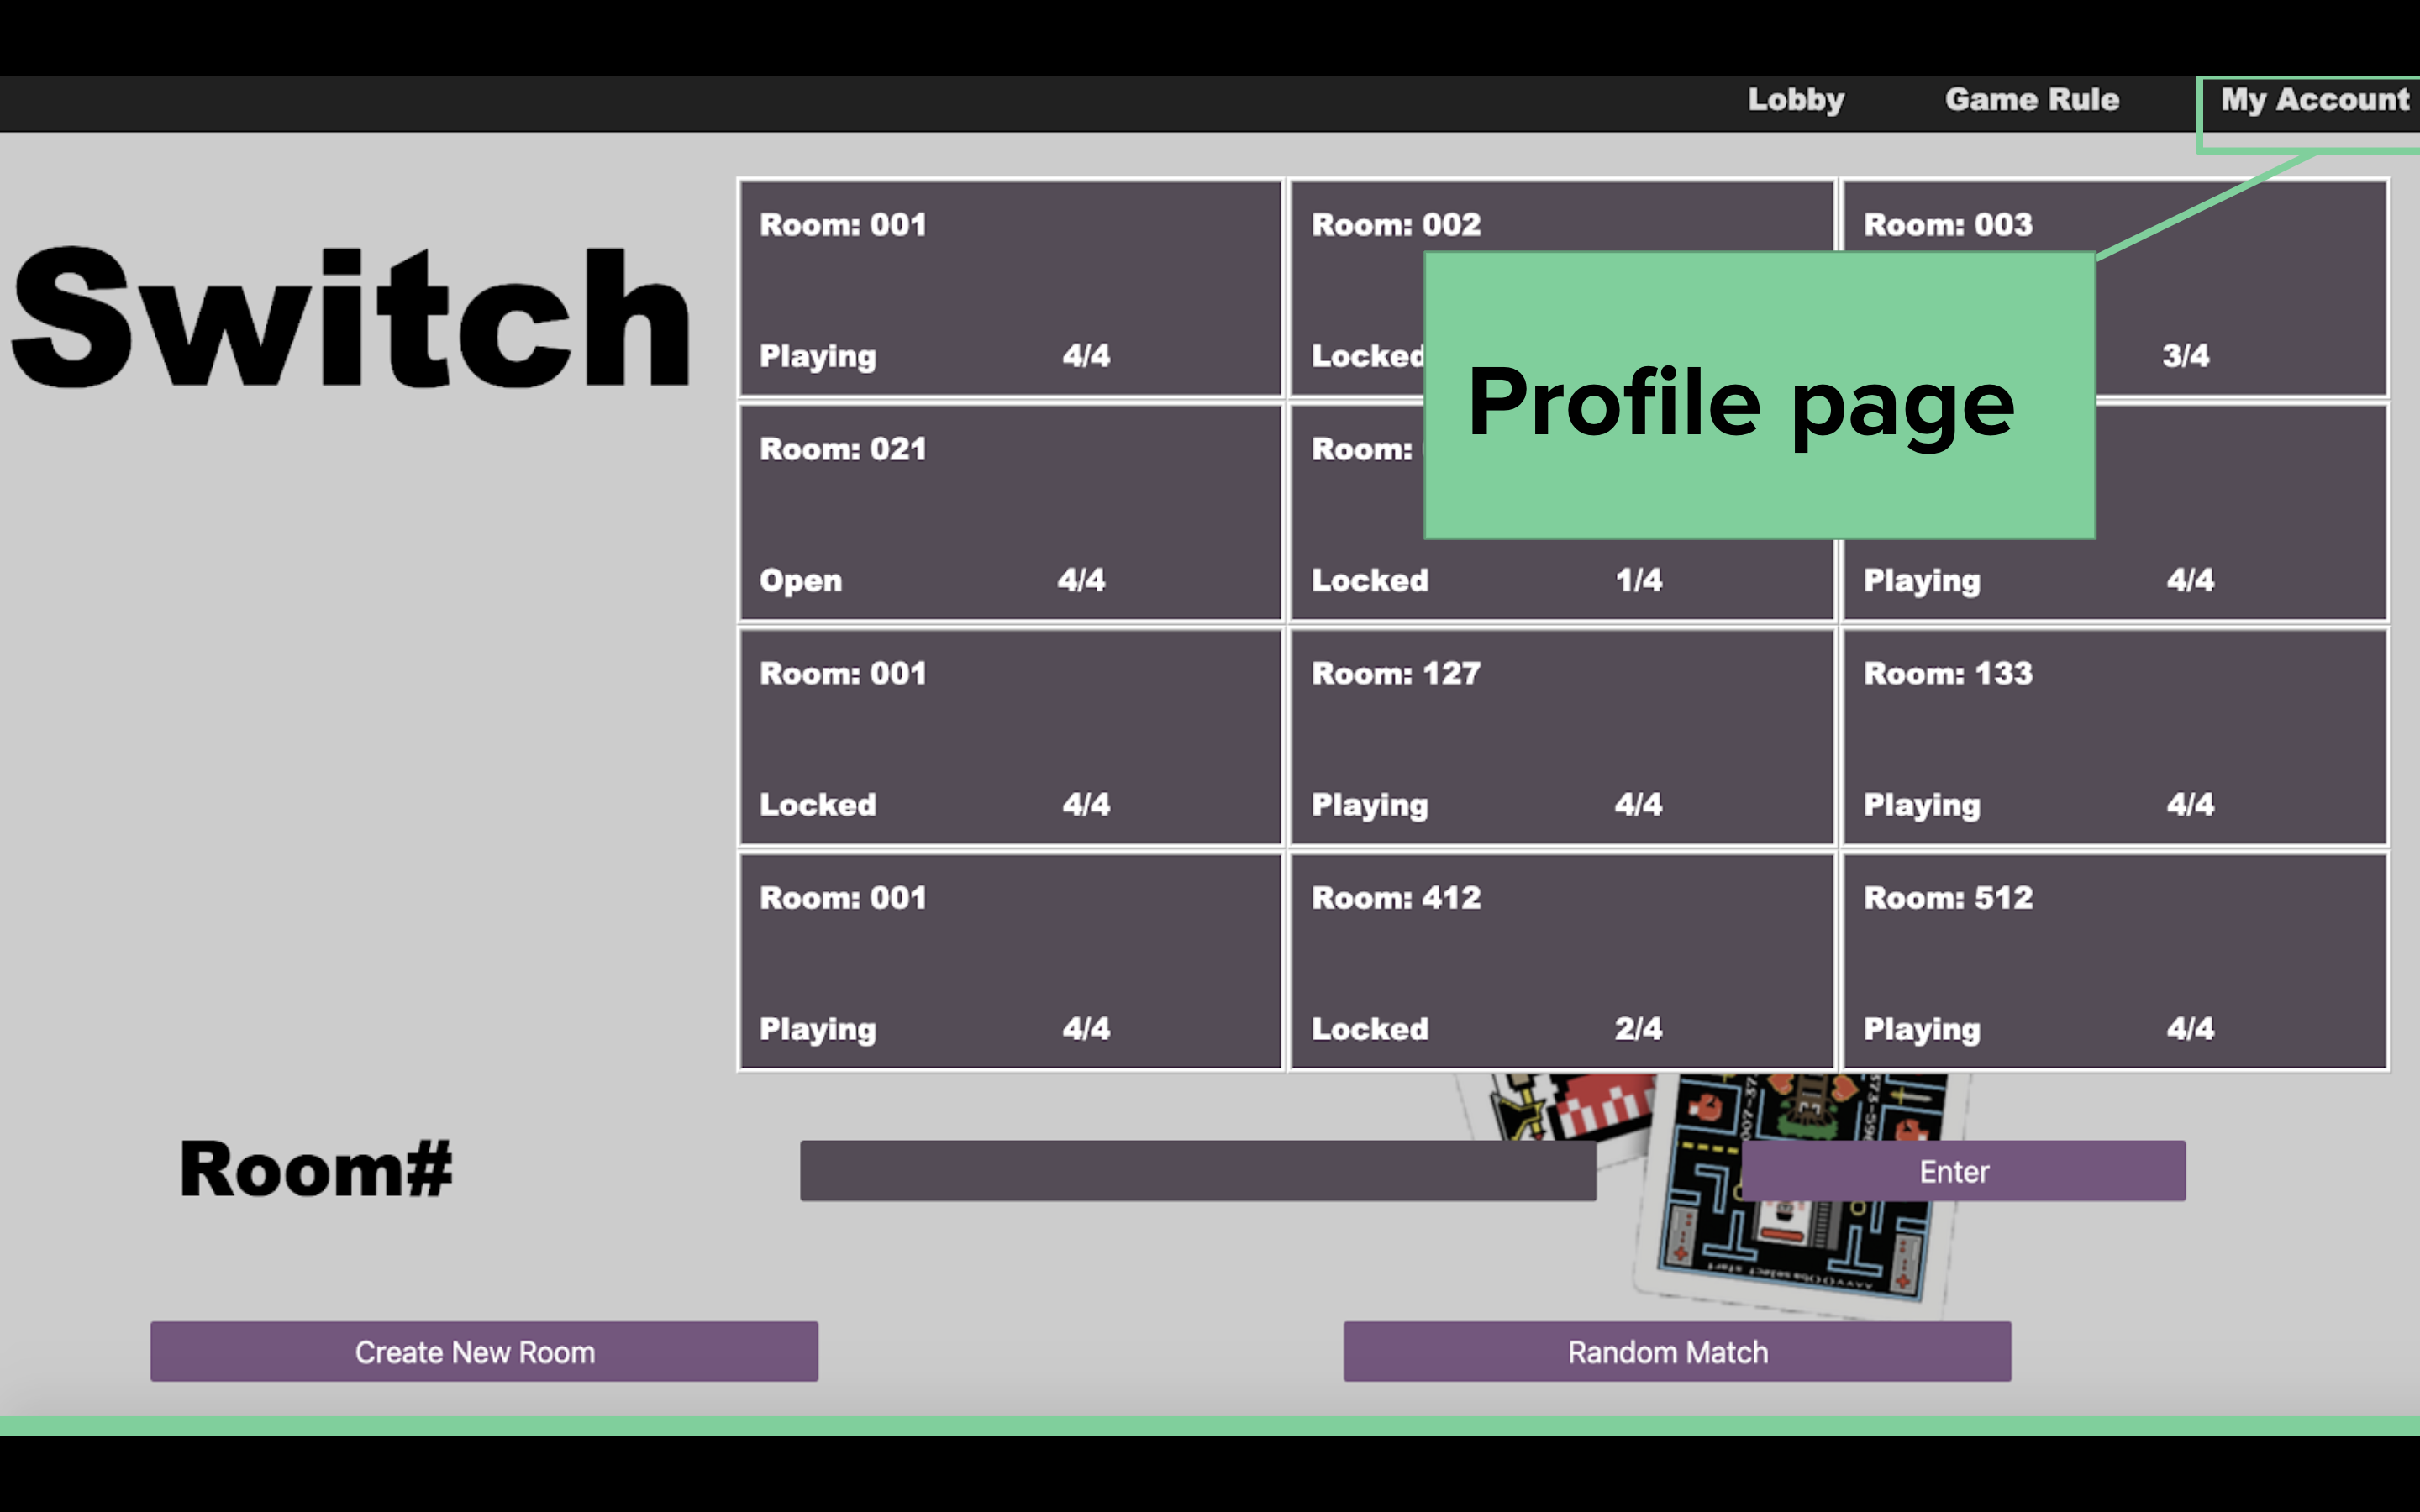 Lobby Game Rule My Account
Switch
Room: 001 Room: 002 Room: 003
Playing 4/4 Locked 3/4
Profile page
Room: 021 Room:
Open 4/4 Locked 1/4 Playing 4/4
Room: 001 Room: 127 Room: 133
Locked 4/4 Playing 4/4 Playing 4/4
Room: 001 Room: 412 Room: 512
Playing 4/4 Locked 2/4 Playing 4/4
Room# Enter
Create New Room Random Match